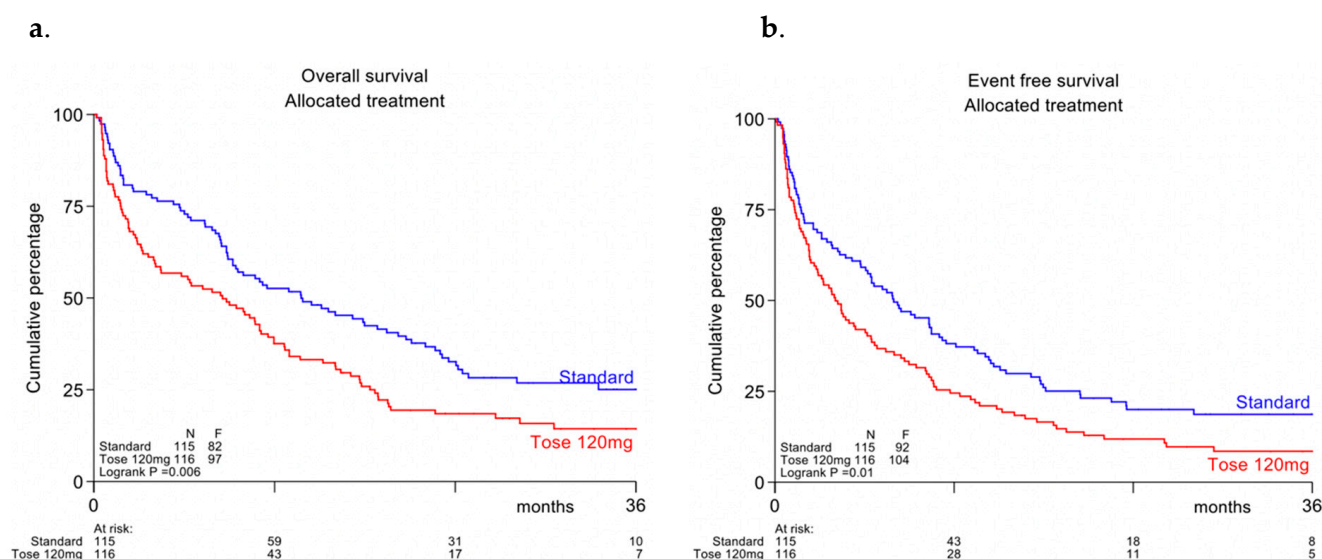 a.
Overall survival
Allocated treatment
Cumulative percentage
100
75
50
25
0
Standard
Tose 120mg
N F
Standard 115 82
Tose 120mg 116 97
Logrank P =0.006
0 months 36
At risk:
Standard 115 59 31 10
Tose 120mg 116 43 17 7
b.
Event free survival
Allocated treatment
Cumulative percentage
100
75
50
25
0
Standard
Tose 120mg
N F
Standard 115 92
Tose 120mg 116 104
Logrank P =0.01
0 months 36
At risk:
Standard 115 43 18 8
Tose 120mg 116 28 11 5